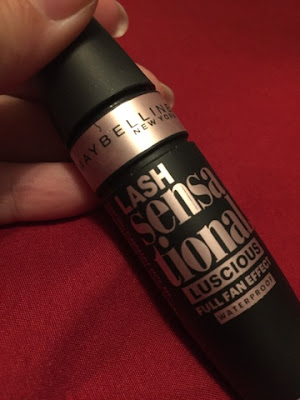 MAYBELLINE
NEW YORK
LASH
sensa
tional
LUSCIOUS
FULL FAN EFFECT
WATERPROOF